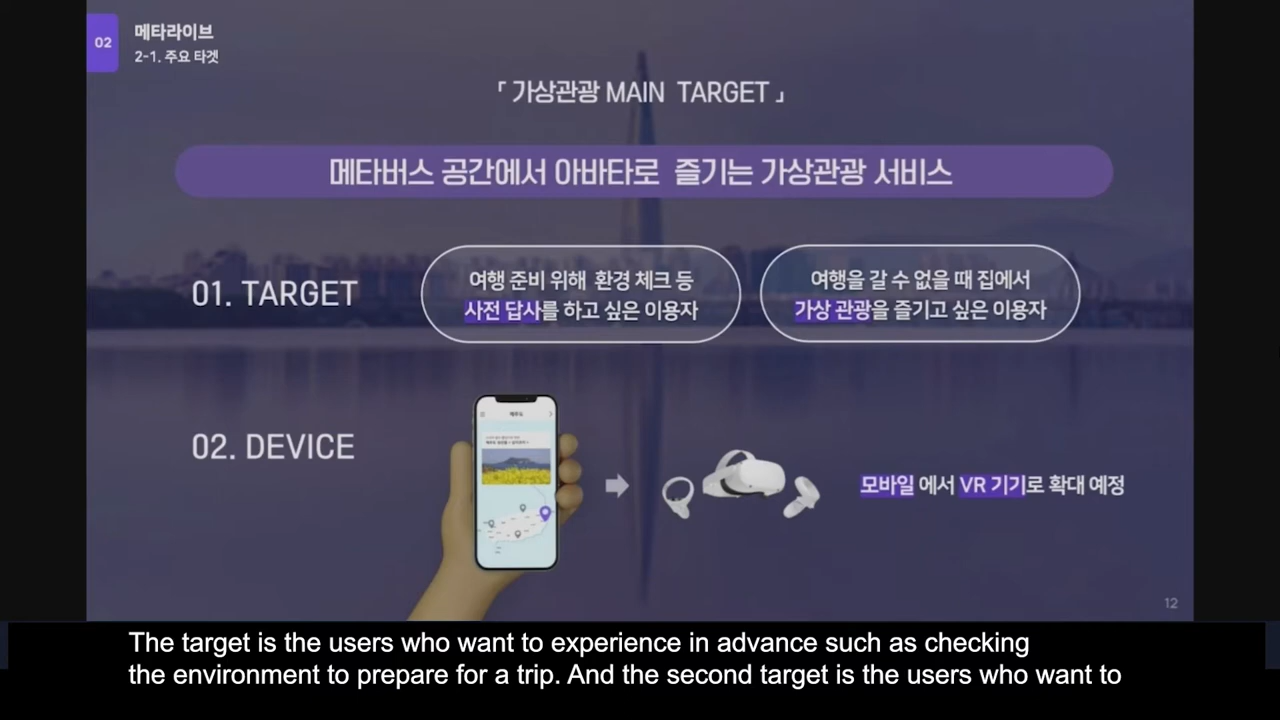 02
메타라이브
2-1. 주요 타겟
「 가상관광 MAIN TARGET 」
메타버스 공간에서 아바타로 즐기는 가상관광 서비스
01. TARGET
여행 준비 위해 환경 체크 등
사전 답사를 하고 싶은 이용자
여행을 갈 수 없을 때 집에서
가상 관광을 즐기고 싶은 이용자
02. DEVICE
모바일 에서 VR 기기로 확대 예정
12
The target is the users who want to experience in advance such as checking
the environment to prepare for a trip. And the second target is the users who want to